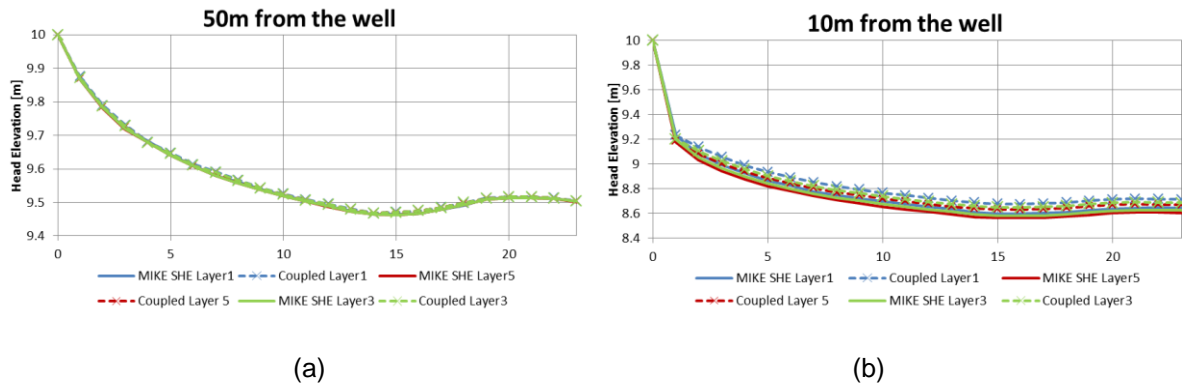 50m from the well
Head Elevation [m]
10
9.9
9.8
9.7
9.6
9.5
9.4
0 5 10 15 20
MIKE SHE Layer1 Coupled Layer1 MIKE SHE Layer5
Coupled Layer 5 MIKE SHE Layer3 Coupled Layer3
(a)
10m from the well
Head Elevation [m]
10
9.8
9.6
9.4
9.2
9
8.8
8.6
8.4
0 5 10 15 20
MIKE SHE Layer1 Coupled Layer1 MIKE SHE Layer5
Coupled Layer 5 MIKE SHE Layer3 Coupled Layer3
(b)